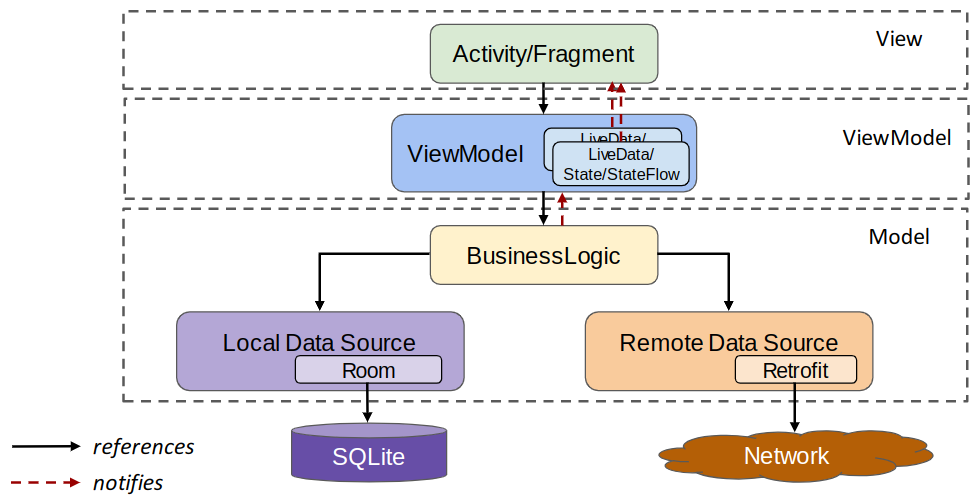 View
Activity/Fragment
ViewModel
ViewModel
LiveData/
LiveData/
State/StateFlow
Model
BusinessLogic
Local Data Source
Room
Remote Data Source
Retrofit
references
notifies
SQLite
Network